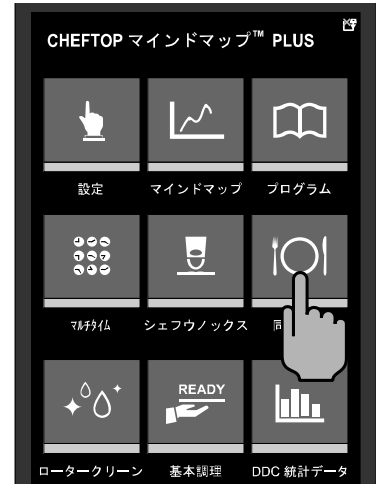 CHEFTOP マインドマップ™ PLUS
設定 マインドマップ プログラム
ﾏﾙﾁﾀｲﾑ シェフウノックス 同
READY
ロータークリーン 基本調理 DDC 統計データ